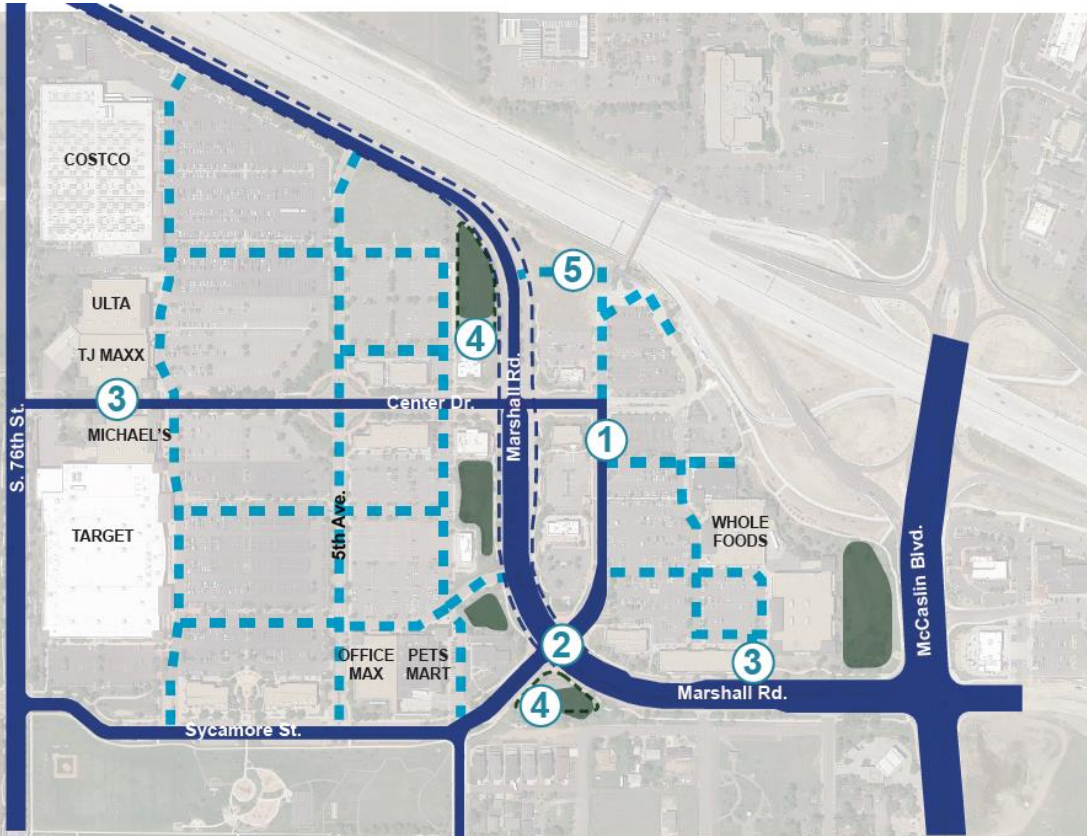 COSTCO
5
ULTA
4
TJ MAXX
Marshall Rd.
3
Center Dr.
S. 76th St.
MICHAEL'S
1
TARGET
5th Ave.
WHOLE
FOODS
McCaslin Blvd.
2
OFFICE
MAX
PETS
MART
3
Marshall Rd.
4
Sycamore St.